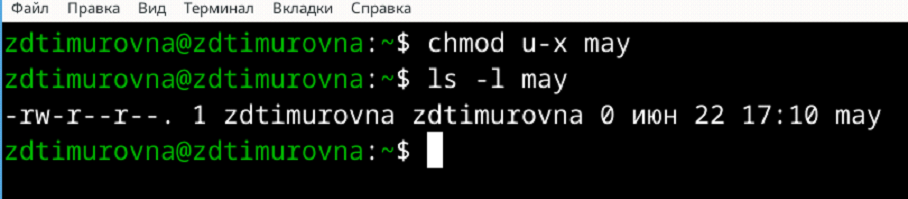 Файл Правка Вид Терминал Вкладки Справка
zdtimurovna@zdtimurovna:~$ chmod u-x may
zdtimurovna@zdtimurovna:~$ ls -l may
-rw-r--r--. 1 zdtimurovna zdtimurovna 0 июн 22 17:10 may
zdtimurovna@zdtimurovna:~$